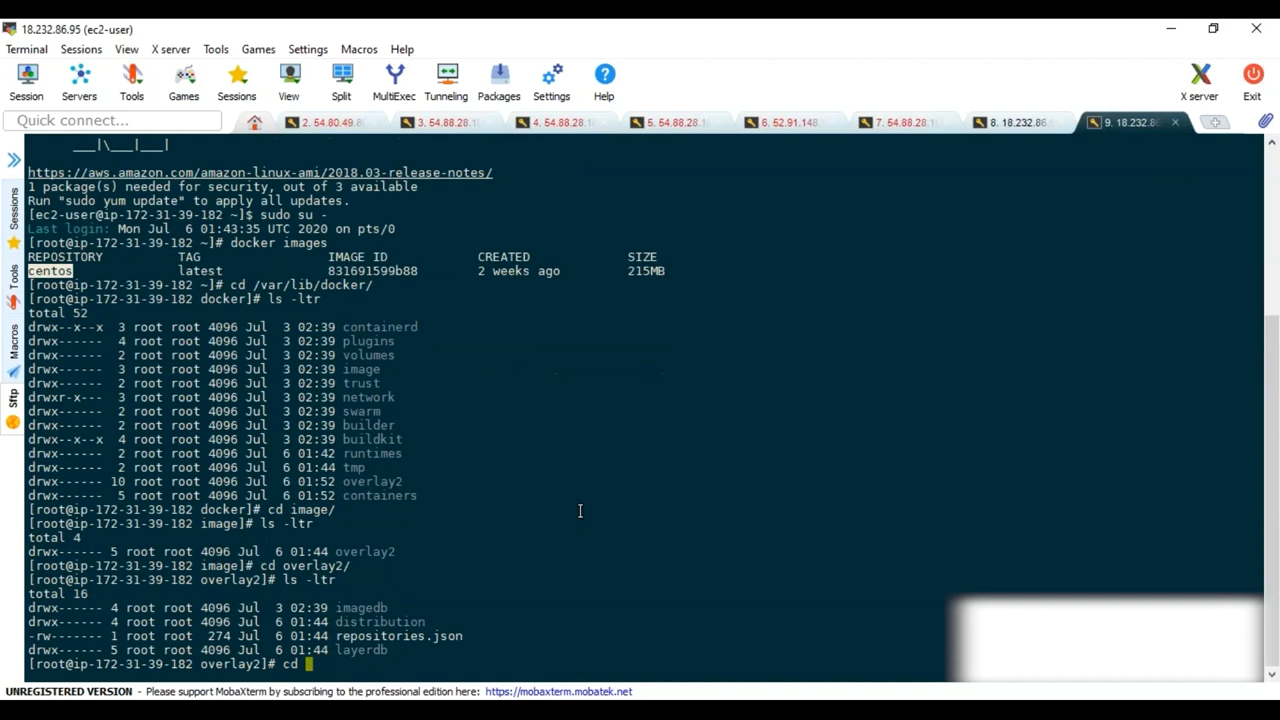 18.232.86.95 (ec2-user)
Terminal Sessions View X server Tools Games Settings Macros Help
Session Servers Tools Games Sessions View Split MultiExec Tunneling Packages Settings Help X server Exit
Quick connect...
2. 54.80.49.8 3. 54.88.28.1 4. 54.88.28.1 5. 54.88.28.1 6. 52.91.148. 7. 54.88.28.1 8. 18.232.86. 9. 18.232.86
Sessions
Tools
Macros
Sftp
___|\___|___|
https://aws.amazon.com/amazon-linux-ami/2018.03-release-notes/
1 package(s) needed for security, out of 3 available
Run "sudo yum update" to apply all updates.
[ec2-user@ip-172-31-39-182 ~]$ sudo su -
Last login: Mon Jul  6 01:43:35 UTC 2020 on pts/0
[root@ip-172-31-39-182 ~]# docker images
REPOSITORY TAG IMAGE ID CREATED SIZE
centos latest 831691599b88 2 weeks ago 215MB
[root@ip-172-31-39-182 ~]# cd /var/lib/docker/
[root@ip-172-31-39-182 docker]# ls -ltr
total 52
drwx--x--x  3 root root 4096 Jul  3 02:39 containerd
drwx------  4 root root 4096 Jul  3 02:39 plugins
drwx------  2 root root 4096 Jul  3 02:39 volumes
drwx------  3 root root 4096 Jul  3 02:39 image
drwx------  2 root root 4096 Jul  3 02:39 trust
drwxr-x---  3 root root 4096 Jul  3 02:39 network
drwx------  2 root root 4096 Jul  3 02:39 swarm
drwx------  2 root root 4096 Jul  3 02:39 builder
drwx--x--x  4 root root 4096 Jul  3 02:39 buildkit
drwx------  2 root root 4096 Jul  6 01:42 runtimes
drwx------  2 root root 4096 Jul  6 01:44 tmp
drwx------ 10 root root 4096 Jul  6 01:52 overlay2
drwx------  5 root root 4096 Jul  6 01:52 containers
[root@ip-172-31-39-182 docker]# cd image/
[root@ip-172-31-39-182 image]# ls -ltr
total 4
drwx------ 5 root root 4096 Jul  6 01:44 overlay2
[root@ip-172-31-39-182 image]# cd overlay2/
[root@ip-172-31-39-182 overlay2]# ls -ltr
total 16
drwx------ 4 root root 4096 Jul  3 02:39 imagedb
drwx------ 4 root root 4096 Jul  6 01:44 distribution
-rw------- 1 root root  274 Jul  6 01:44 repositories.json
drwx------ 5 root root 4096 Jul  6 01:44 layerdb
[root@ip-172-31-39-182 overlay2]# cd
UNREGISTERED VERSION - Please support MobaXterm by subscribing to the professional edition here: https://mobaxterm.mobatek.net